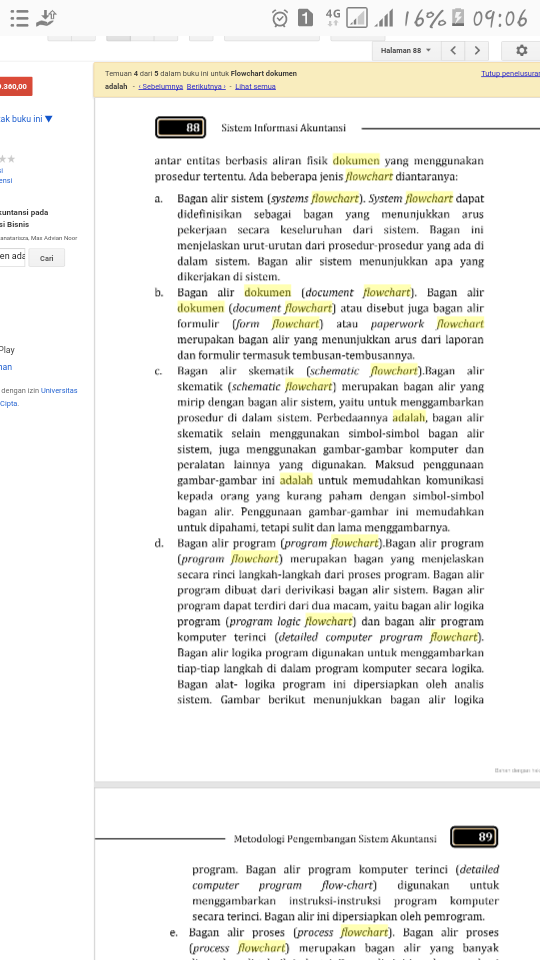 1 4G 16% 09:06
Halaman 88
.360,00
Temuan 4 dari 5 dalam buku ini untuk Flowchart dokumen
Tutup penelusura
adalah - ‹ Sebelumnya Berikutnya › - Lihat semua
ak buku ini ▼
88
Sistem Informasi Akuntansi
antar entitas berbasis aliran fisik dokumen yang menggunakan
prosedur tertentu. Ada beberapa jenis flowchart diantaranya:
a. Bagan alir sistem (systems flowchart). System flowchart dapat
didefinisikan sebagai bagan yang menunjukkan arus
pekerjaan secara keseluruhan dari sistem. Bagan ini
menjelaskan urut-urutan dari prosedur-prosedur yang ada di
dalam sistem. Bagan alir sistem menunjukkan apa yang
dikerjakan di sistem.
b. Bagan alir dokumen (document flowchart). Bagan alir
dokumen (document flowchart) atau disebut juga bagan alir
formulir (form flowchart) atau paperwork flowchart
merupakan bagan alir yang menunjukkan arus dari laporan
dan formulir termasuk tembusan-tembusannya.
c. Bagan alir skematik (schematic flowchart).Bagan alir
skematik (schematic flowchart) merupakan bagan alir yang
mirip dengan bagan alir sistem, yaitu untuk menggambarkan
prosedur di dalam sistem. Perbedaannya adalah, bagan alir
skematik selain menggunakan simbol-simbol bagan alir
sistem, juga menggunakan gambar-gambar komputer dan
peralatan lainnya yang digunakan. Maksud penggunaan
gambar-gambar ini adalah untuk memudahkan komunikasi
kepada orang yang kurang paham dengan simbol-simbol
bagan alir. Penggunaan gambar-gambar ini memudahkan
untuk dipahami, tetapi sulit dan lama menggambarnya.
d. Bagan alir program (program flowchart).Bagan alir program
(program flowchart) merupakan bagan yang menjelaskan
secara rinci langkah-langkah dari proses program. Bagan alir
program dibuat dari derivikasi bagan alir sistem. Bagan alir
program dapat terdiri dari dua macam, yaitu bagan alir logika
program (program logic flowchart) dan bagan alir program
komputer terinci (detailed computer program flowchart).
Bagan alir logika program digunakan untuk menggambarkan
tiap-tiap langkah di dalam program komputer secara logika.
Bagan alat- logika program ini dipersiapkan oleh analis
sistem. Gambar berikut menunjukkan bagan alir logika
ensi
kuntansi pada
si Bisnis
Max Advian Noor
en ada
Cari
Play
man
dengan izin Universitas
Cipta.
Metodologi Pengembangan Sistem Akuntansi
89
program. Bagan alir program komputer terinci (detailed
computer program flow-chart) digunakan untuk
menggambarkan instruksi-instruksi program komputer
secara terinci. Bagan alir ini dipersiapkan oleh pemrogram.
e. Bagan alir proses (process flowchart). Bagan alir proses
(process flowchart) merupakan bagan alir yang banyak